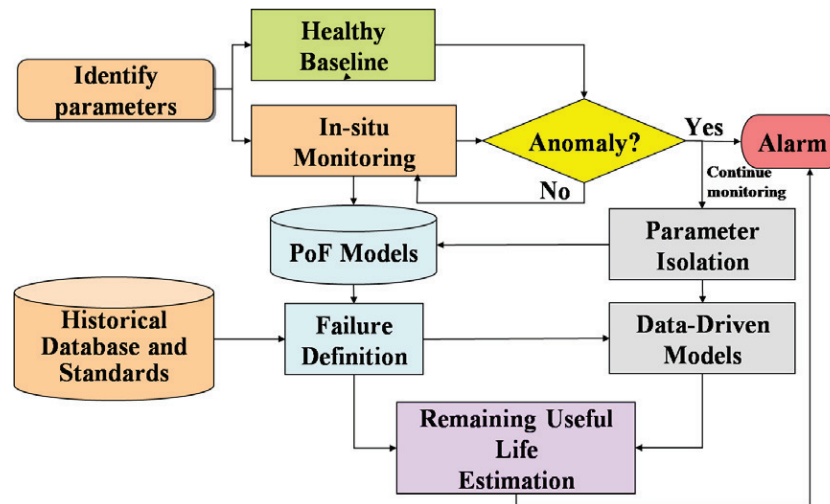 Healthy
Baseline
Identify
parameters
In-situ
Monitoring
Anomaly?
Yes
Alarm
No
Continue
monitoring
PoF Models
Parameter
Isolation
Historical
Database and
Standards
Failure
Definition
Data-Driven
Models
Remaining Useful
Life
Estimation